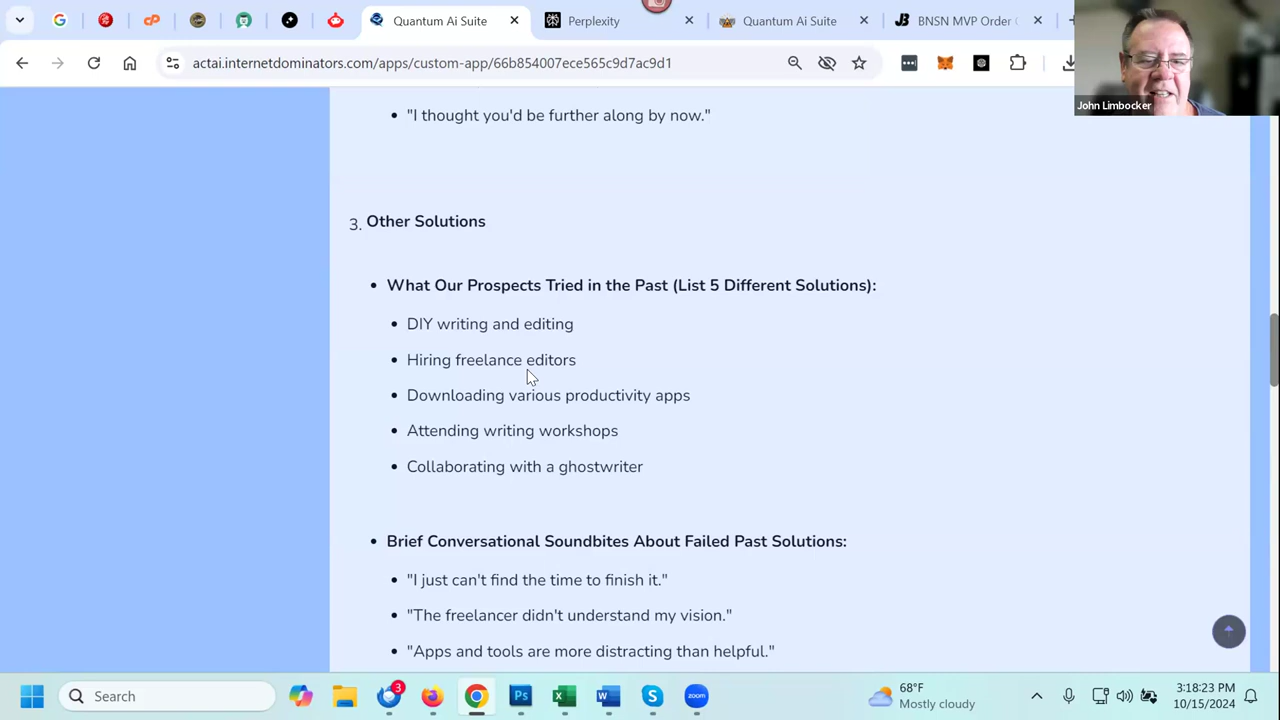 Quantum Ai Suite
Perplexity
Quantum Ai Suite
BNSN MVP Order
actai.internetdominators.com/apps/custom-app/66b854007ece565c9d7ac9d1
John Limbocker
• "I thought you'd be further along by now."
3. Other Solutions
• What Our Prospects Tried in the Past (List 5 Different Solutions):
• DIY writing and editing
• Hiring freelance editors
• Downloading various productivity apps
• Attending writing workshops
• Collaborating with a ghostwriter
• Brief Conversational Soundbites About Failed Past Solutions:
• "I just can't find the time to finish it."
• "The freelancer didn't understand my vision."
• "Apps and tools are more distracting than helpful."
Search
3
68°F
Mostly cloudy
3:18:23 PM
10/15/2024